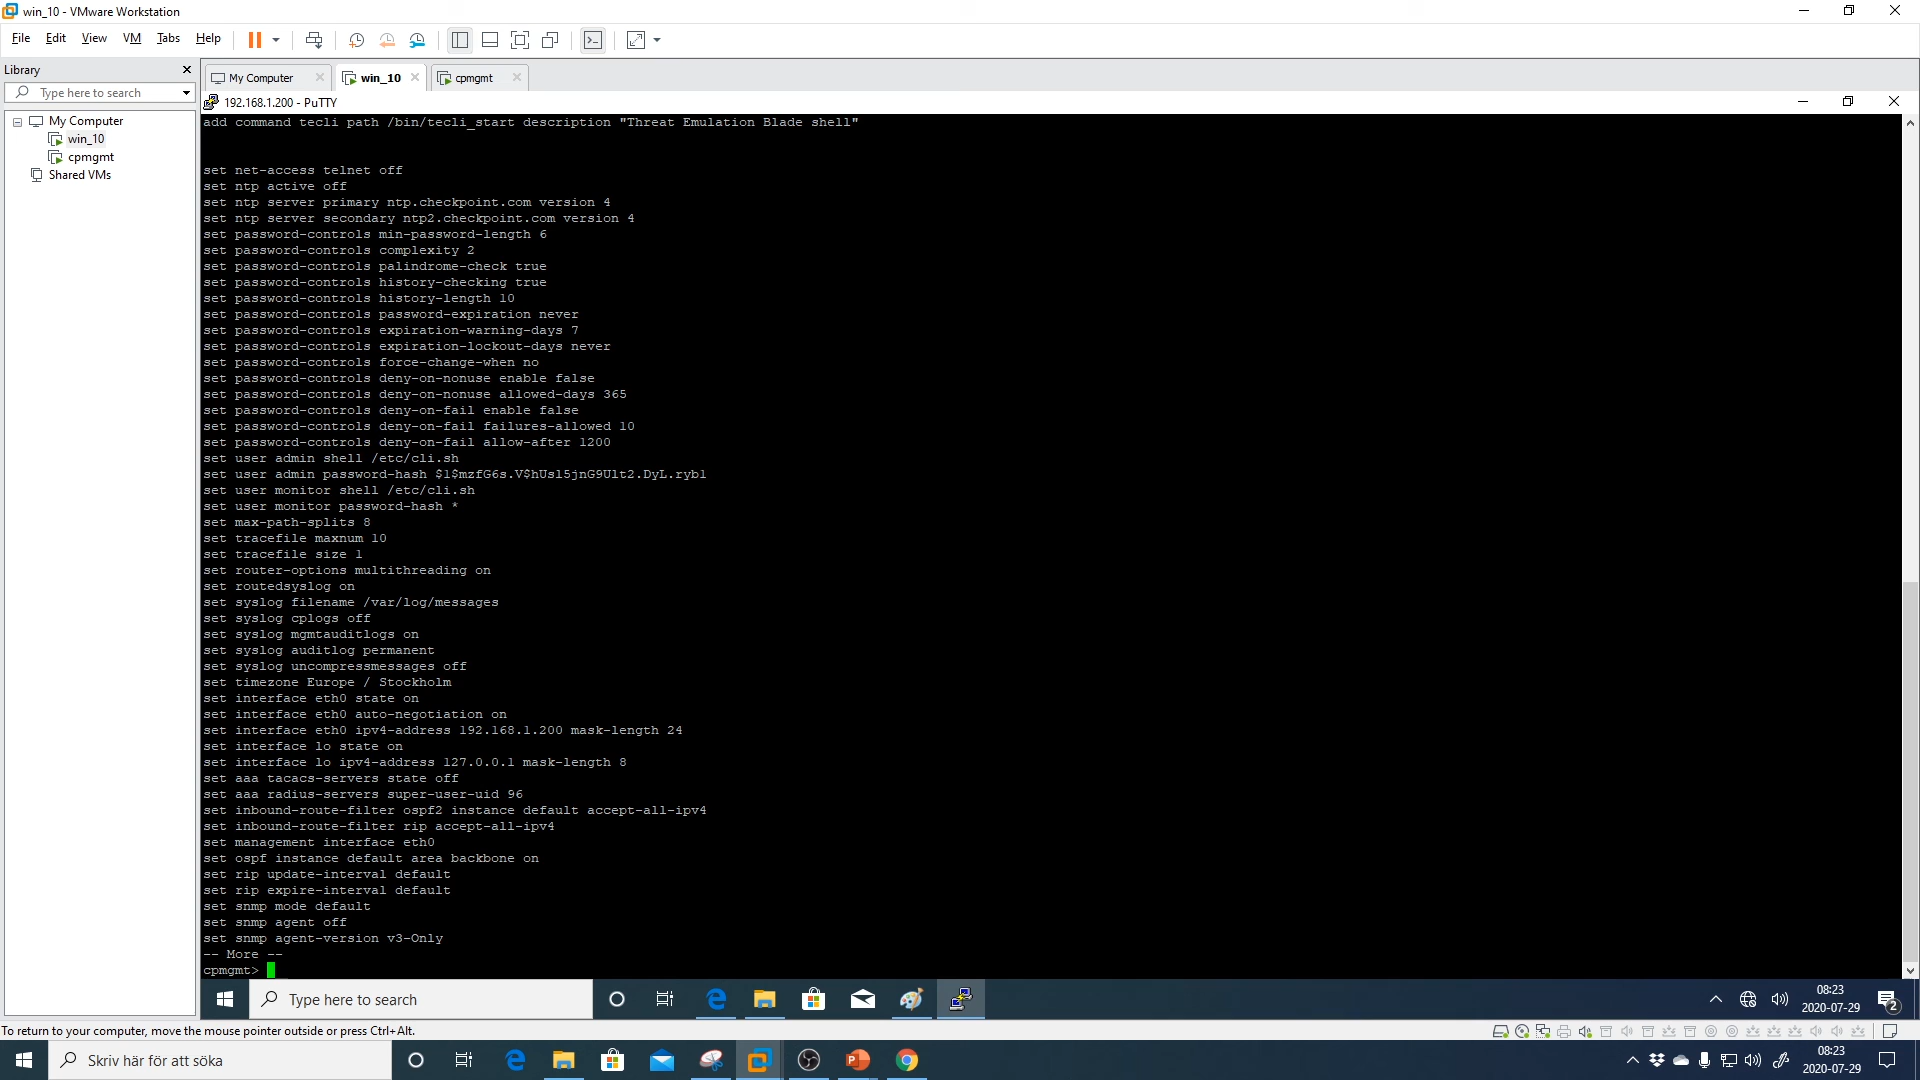 win_10 - VMware Workstation
File Edit View VM Tabs Help
Library
My Computer
win_10
cpmgmt
Type here to search
192.168.1.200 - PuTTY
My Computer
win_10
cpmgmt
Shared VMs
add command tecli path /bin/tecli_start description "Threat Emulation Blade shell"
set net-access telnet off
set ntp active off
set ntp server primary ntp.checkpoint.com version 4
set ntp server secondary ntp2.checkpoint.com version 4
set password-controls min-password-length 6
set password-controls complexity 2
set password-controls palindrome-check true
set password-controls history-checking true
set password-controls history-length 10
set password-controls password-expiration never
set password-controls expiration-warning-days 7
set password-controls expiration-lockout-days never
set password-controls force-change-when no
set password-controls deny-on-nonuse enable false
set password-controls deny-on-nonuse allowed-days 365
set password-controls deny-on-fail enable false
set password-controls deny-on-fail failures-allowed 10
set password-controls deny-on-fail allow-after 1200
set user admin shell /etc/cli.sh
set user admin password-hash $1$mzfG6s.V$hUsl5jnG9Ult2.DyL.ryb1
set user monitor shell /etc/cli.sh
set user monitor password-hash *
set max-path-splits 8
set tracefile maxnum 10
set tracefile size 1
set router-options multithreading on
set routedsyslog on
set syslog filename /var/log/messages
set syslog cplogs off
set syslog mgmtauditlogs on
set syslog auditlog permanent
set syslog uncompressmessages off
set timezone Europe / Stockholm
set interface eth0 state on
set interface eth0 auto-negotiation on
set interface eth0 ipv4-address 192.168.1.200 mask-length 24
set interface lo state on
set interface lo ipv4-address 127.0.0.1 mask-length 8
set aaa tacacs-servers state off
set aaa radius-servers super-user-uid 96
set inbound-route-filter ospf2 instance default accept-all-ipv4
set inbound-route-filter rip accept-all-ipv4
set management interface eth0
set ospf instance default area backbone on
set rip update-interval default
set rip expire-interval default
set snmp mode default
set snmp agent off
set snmp agent-version v3-Only
-- More --
cpmgmt>
Type here to search
08:23
2020-07-29
2
To return to your computer, move the mouse pointer outside or press Ctrl+Alt.
Skriv här för att söka
08:23
2020-07-29